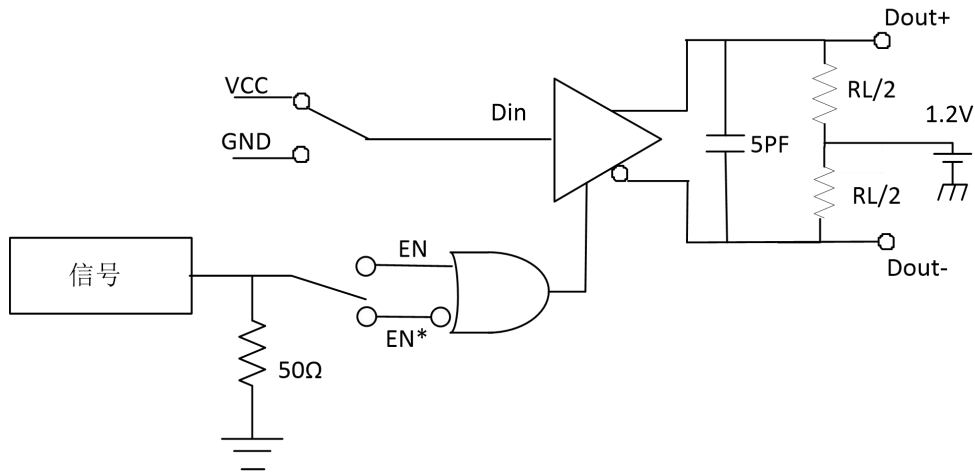 Dout+
VCC
RL/2
Din
1.2V
GND
5PF
RL/2
EN
信号
Dout-
EN*
50Ω